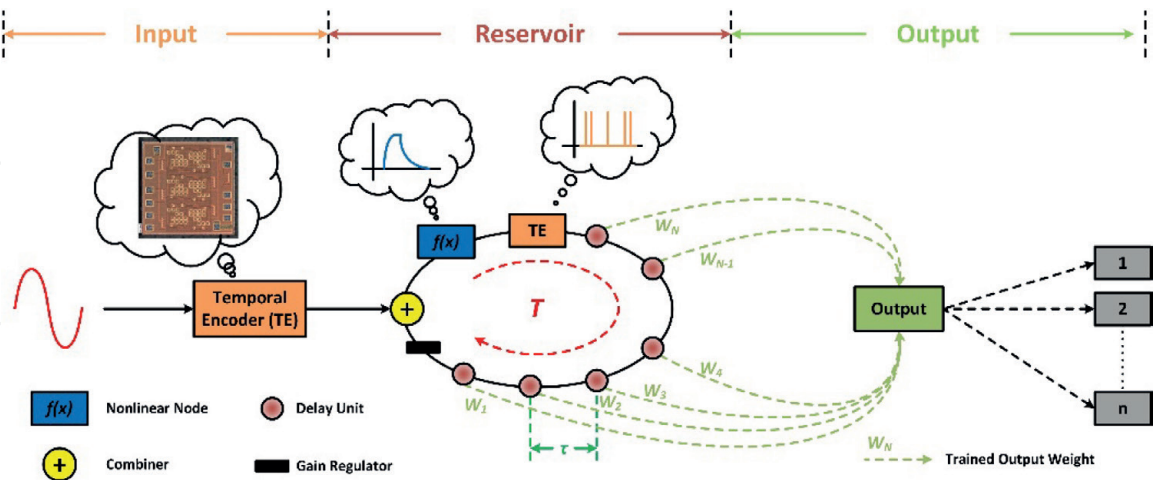 Input
Reservoir
Output
f(x)
TE
W_N
W_{N-1}
Temporal
Encoder (TE)
+
T
Output
1
2
n
W_4
W_3
W_2
W_1
τ
f(x) Nonlinear Node
Delay Unit
+ Combiner
Gain Regulator
W_N
Trained Output Weight